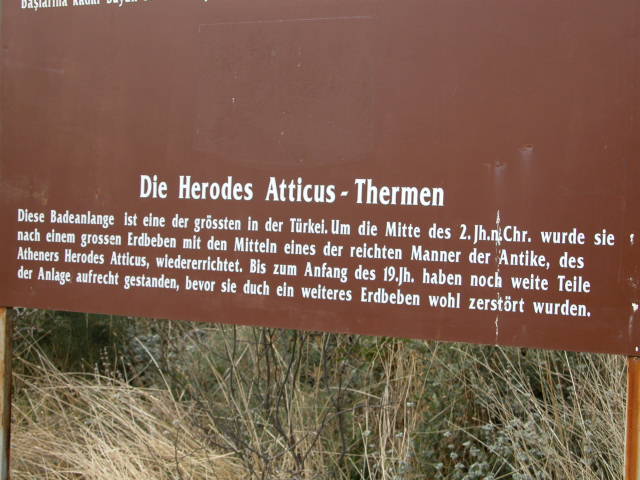 başlarına kadar büyük
Die Herodes Atticus - Thermen
Diese Badeanlange ist eine der grössten in der Türkei. Um die Mitte des 2. Jh.n.Chr. wurde sie
nach einem grossen Erdbeben mit den Mitteln eines der reichten Manner der Antike, des
Atheners Herodes Atticus, wiedererrichtet. Bis zum Anfang des 19.Jh. haben noch weite Teile
der Anlage aufrecht gestanden, bevor sie duch ein weiteres Erdbeben wohl zerstört wurden.